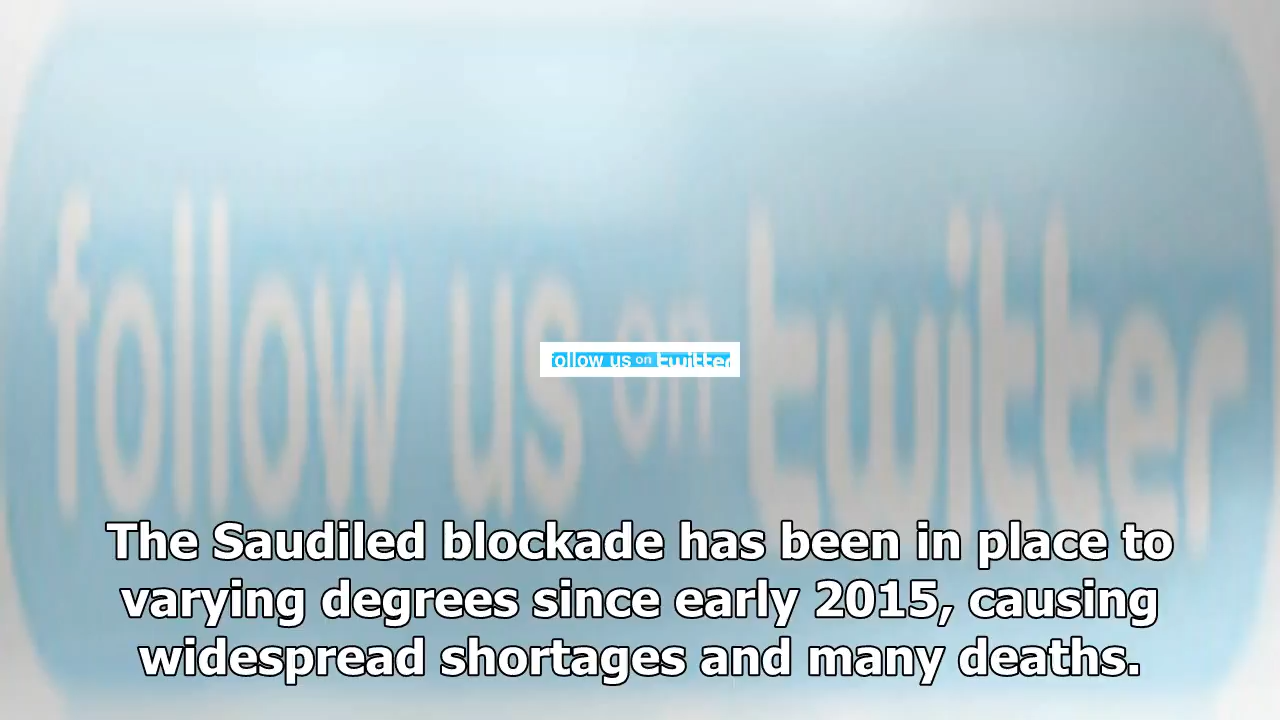 follow us on twitter
ollow us on twitter
The Saudiled blockade has been in place to
varying degrees since early 2015, causing
widespread shortages and many deaths.